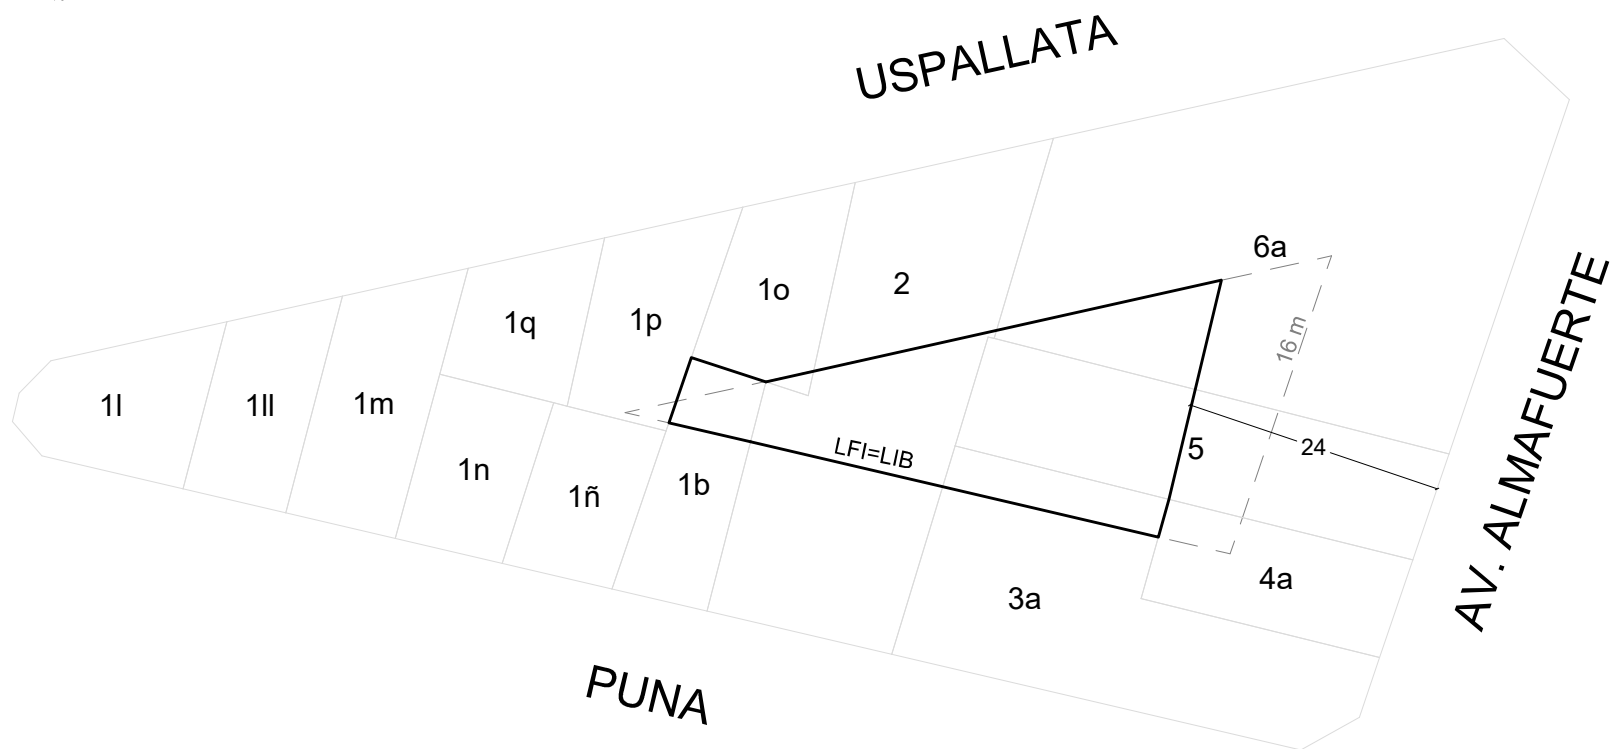 USPALLATA
6a
2
1o
16 m
1p
1q
1m
1ll
1l
AV. ALMAFUERTE
24
5
LFI=LIB
1n
1b
1ñ
4a
3a
PUNA